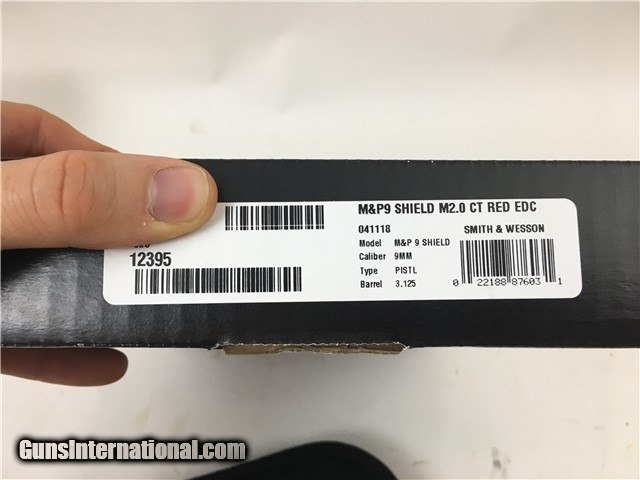 M&P9 SHIELD M2.0 CT RED EDC
041118 SMITH & WESSON
Model M&P 9 SHIELD
Caliber 9MM
Type PISTL
Barrel 3.125
0 22188 87603 1
12395
GunsInternational.com